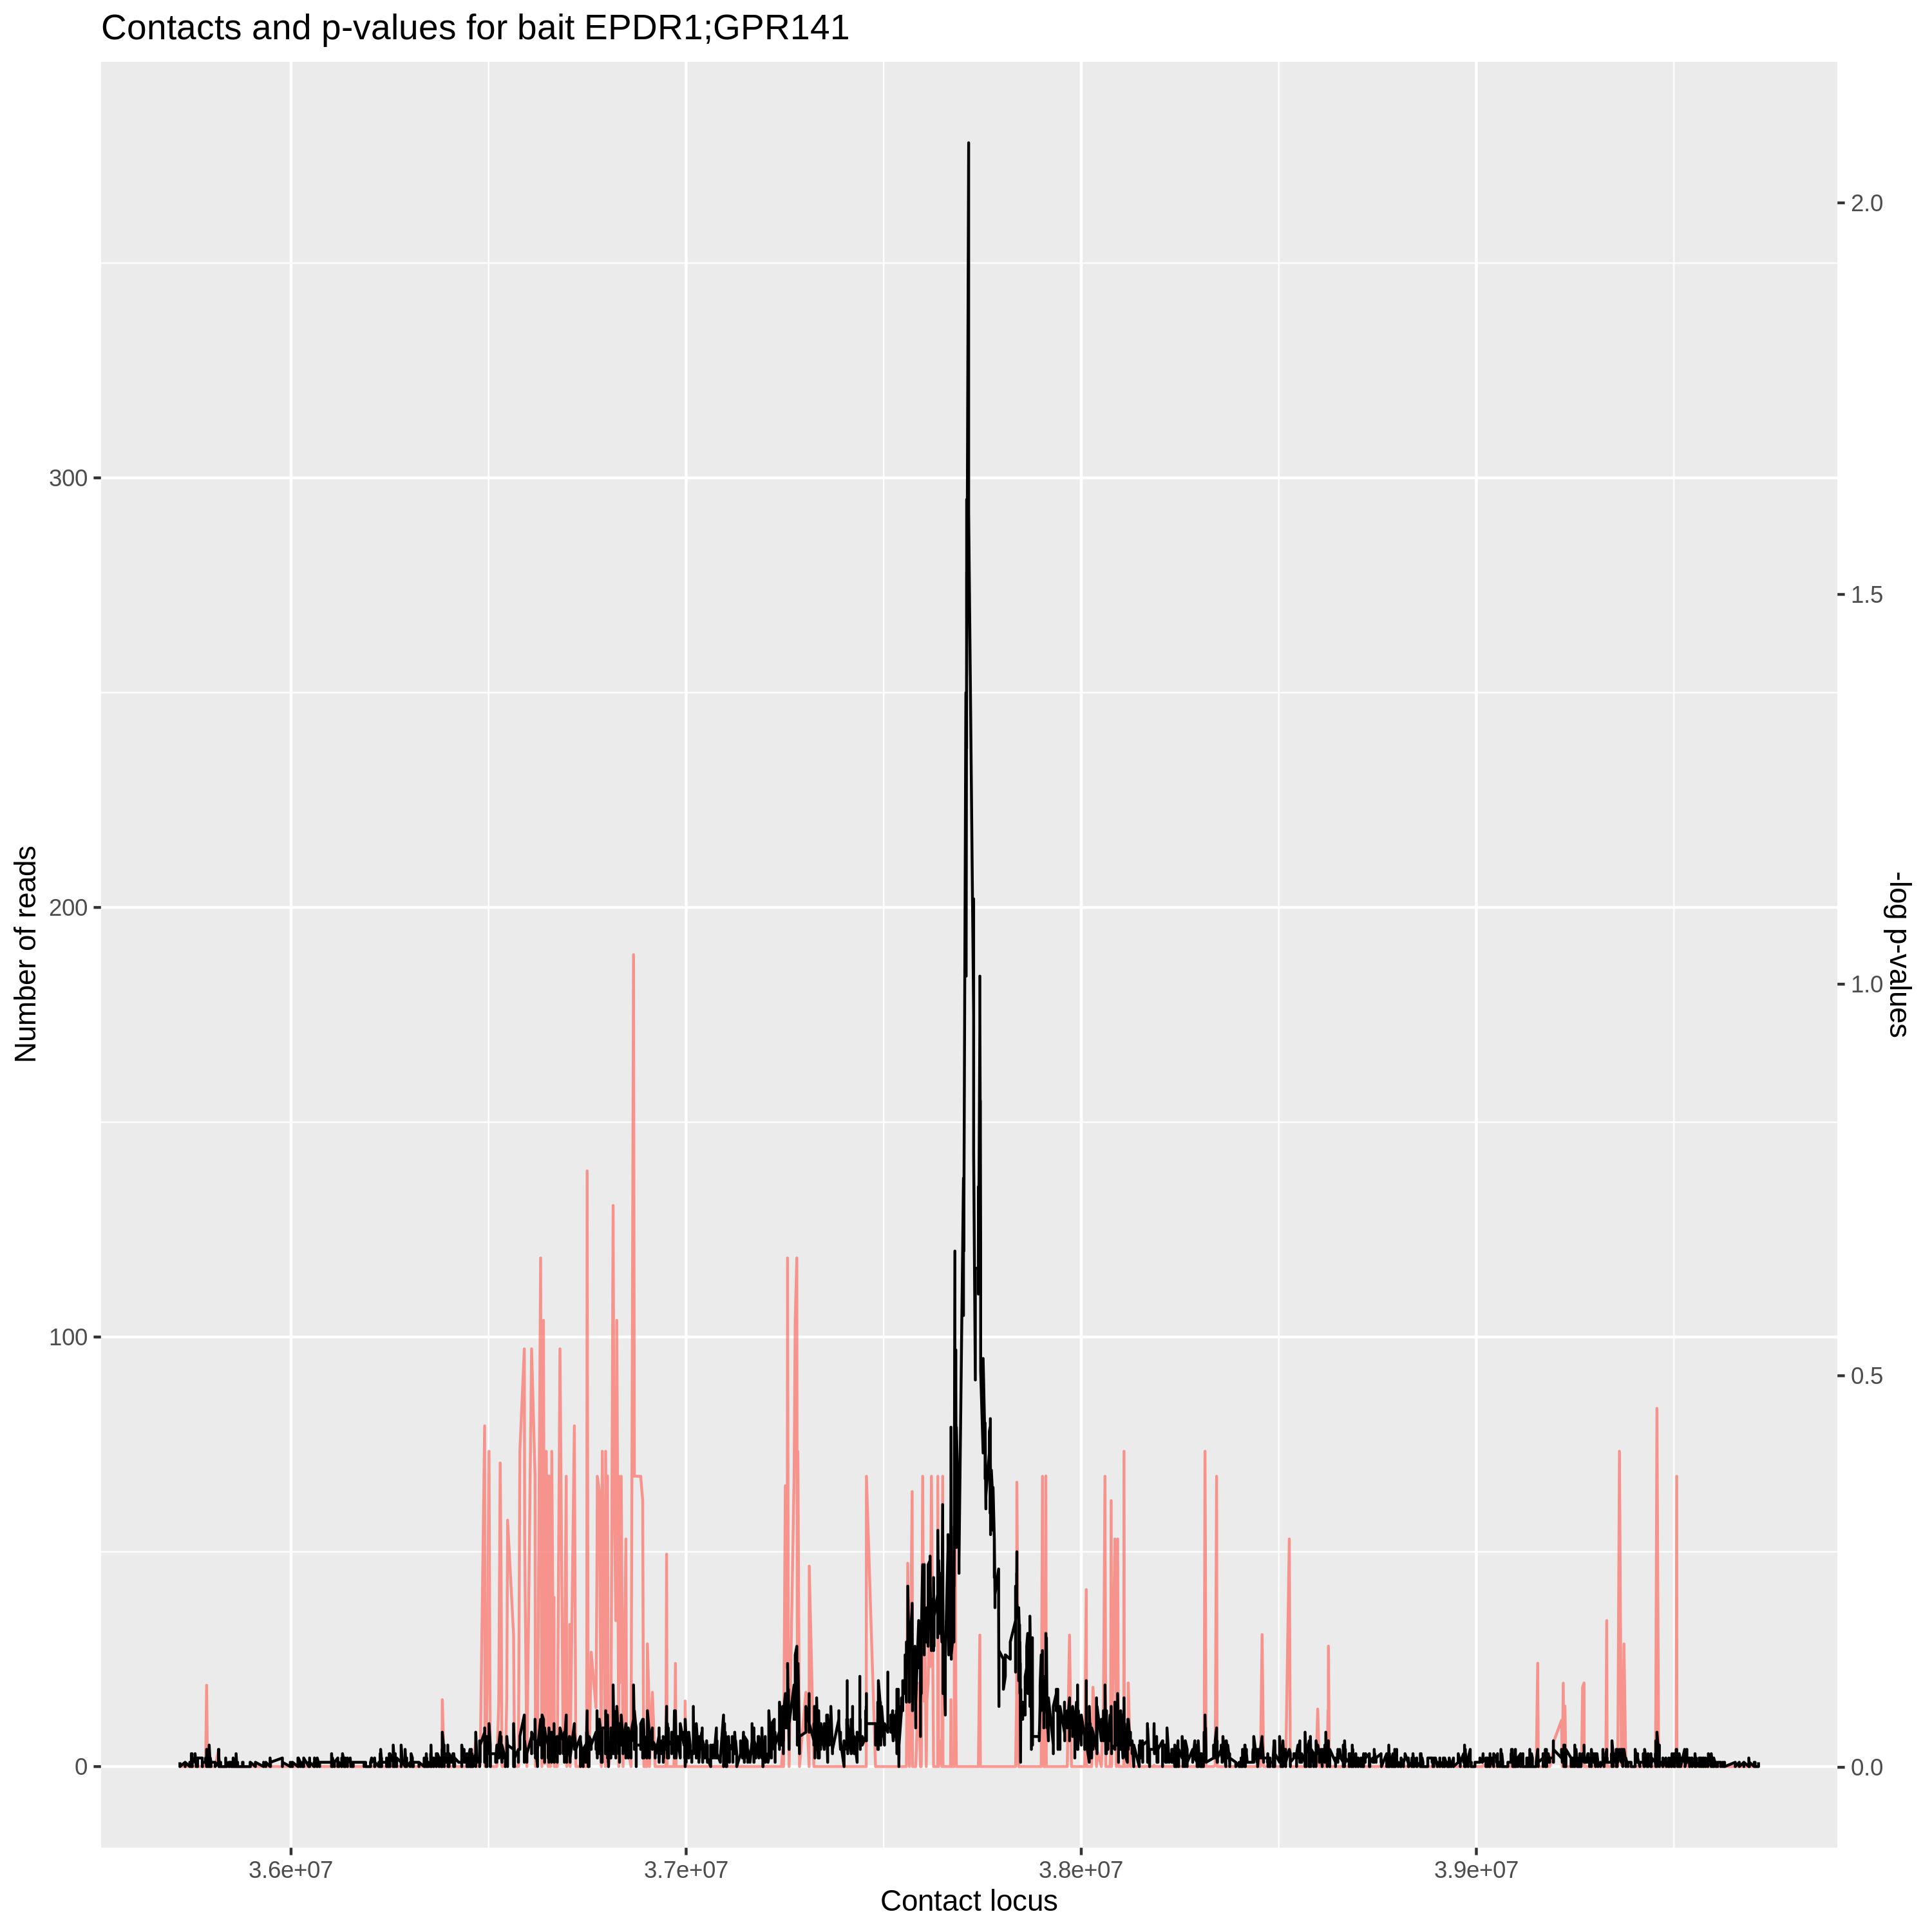 Contacts and p-values for bait EPDR1;GPR141
Number of reads
300
200
100
0
2.0
1.5
1.0
0.5
0.0
-log p-values
3.6e+07
3.7e+07
3.8e+07
3.9e+07
Contact locus